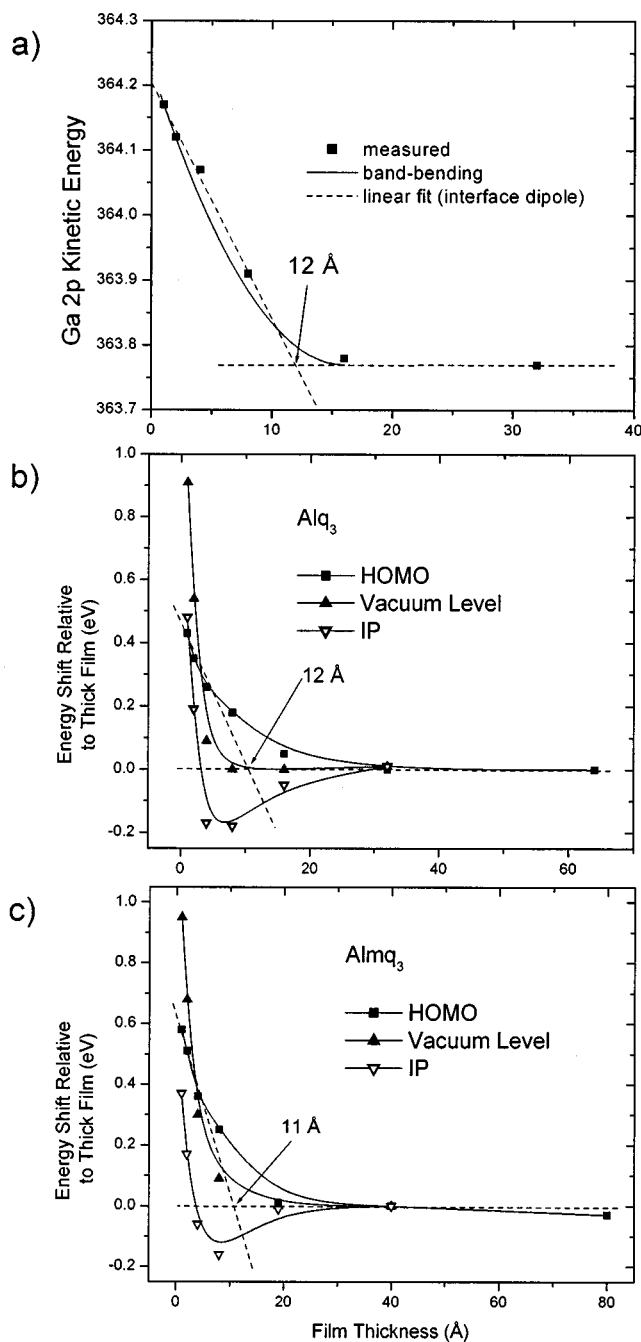 a)
Ga 2p Kinetic Energy
364.3
364.2
364.1
364.0
363.9
363.8
363.7
measured
band-bending
linear fit (interface dipole)
12 Å
0
10
20
30
40
b)
Energy Shift Relative
to Thick Film (eV)
1.0
0.8
0.6
0.4
0.2
0.0
-0.2
Alq3
HOMO
Vacuum Level
IP
12 Å
0
20
40
60
c)
Energy Shift Relative
to Thick Film (eV)
1.0
0.8
0.6
0.4
0.2
0.0
-0.2
Almq3
HOMO
Vacuum Level
IP
11 Å
0
20
40
60
80
Film Thickness (Å)